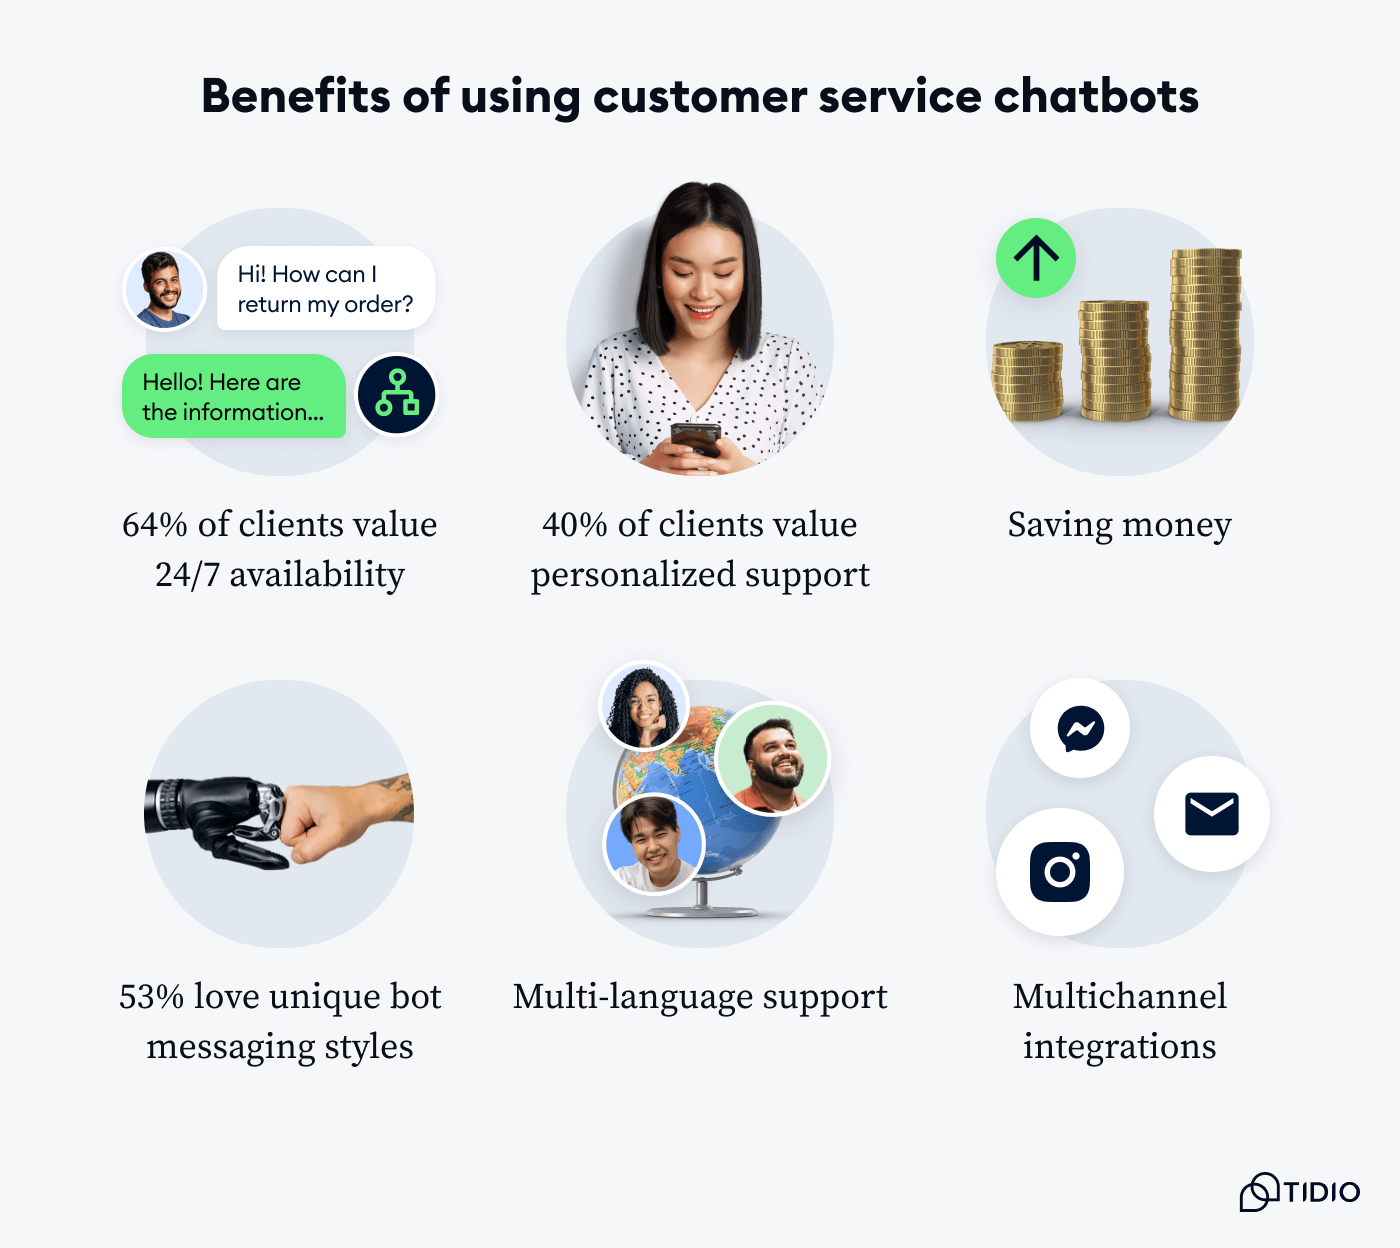 Benefits of using customer service chatbots
Hi! How can I
return my order?
Hello! Here are
the information...
64% of clients value
24/7 availability
40% of clients value
personalized support
Saving money
53% love unique bot
messaging styles
Multi-language support
Multichannel
integrations
TIDIO